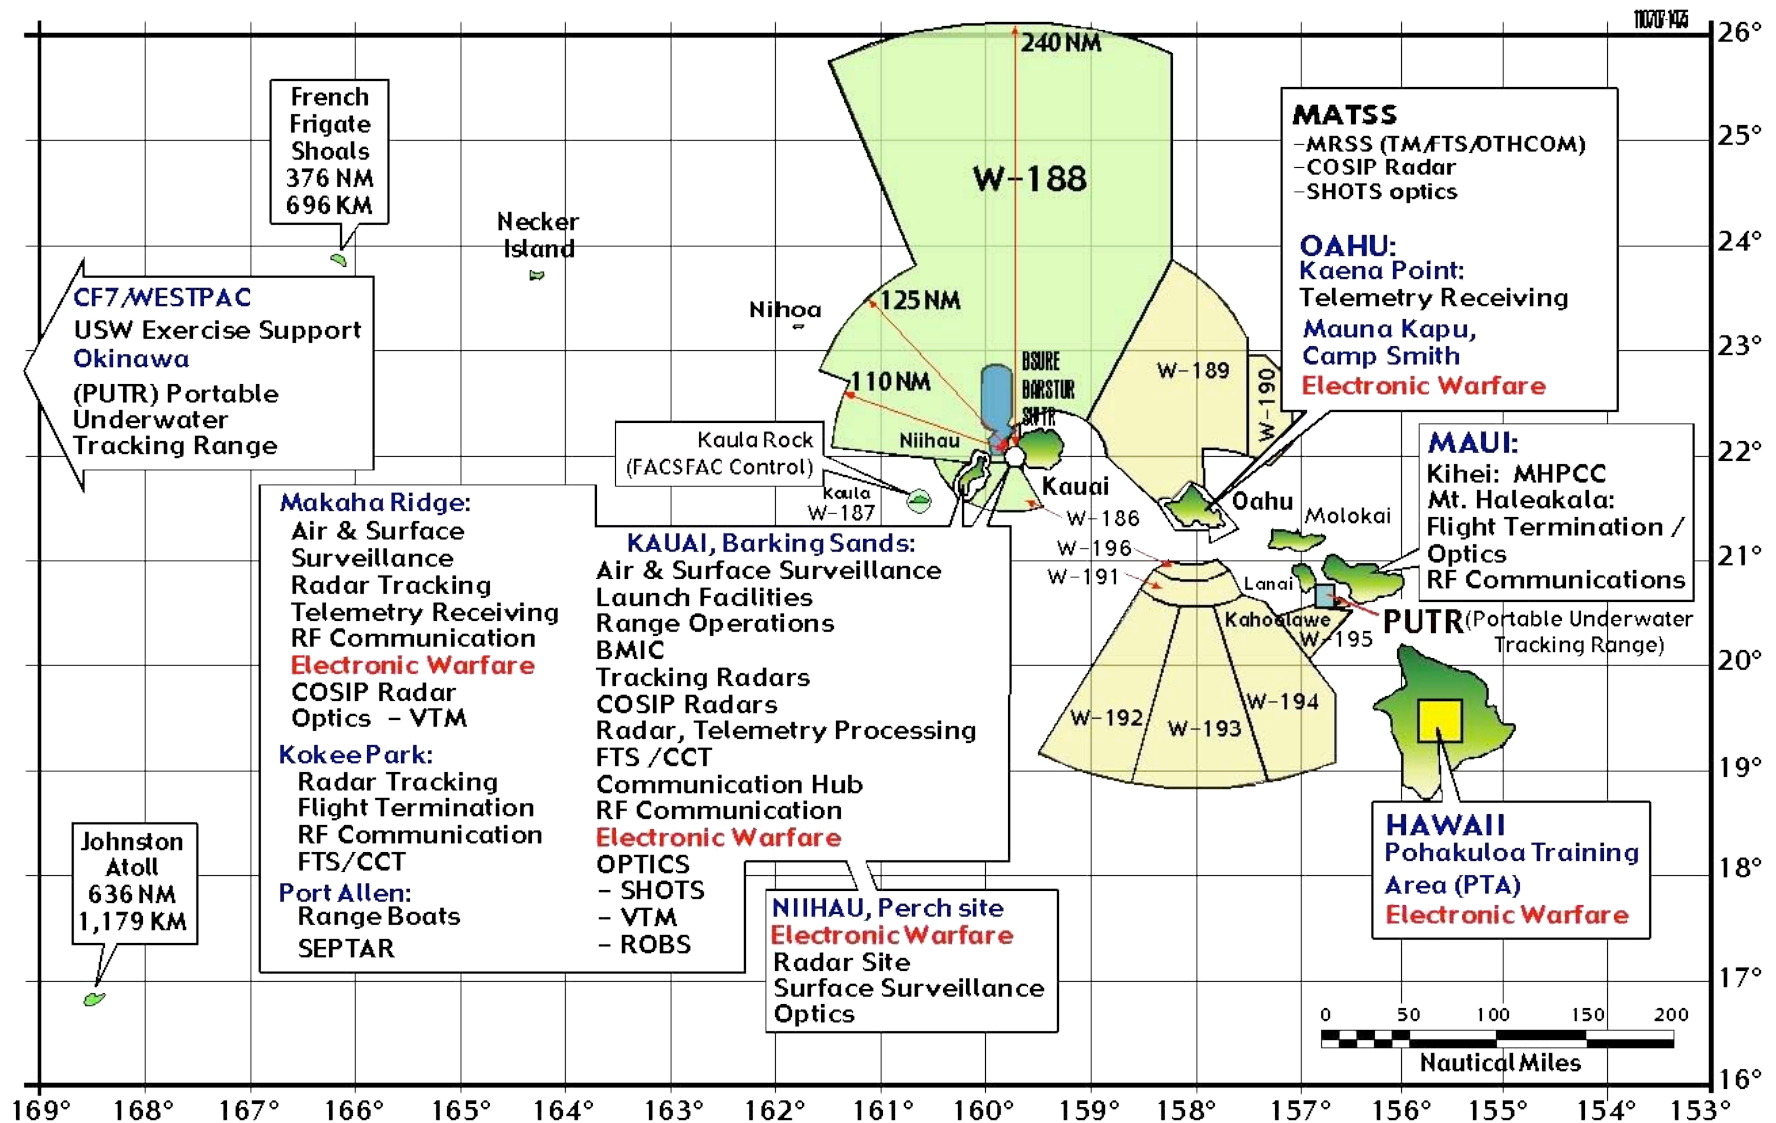 110707-1405
240 NM
French
Frigate
Shoals
376 NM
696 KM
Necker
Island
Nihoa
W-188
125 NM
110 NM
BSURE
BARSTUR
SWTR
Niihau
Kaula Rock
(FACSFAC Control)
Kaula
W-187
Kauai
W-186
W-189
W-190
MATSS
-MRSS (TM/FTS/OTHCOM)
-COSIP Radar
-SHOTS optics
OAHU:
Kaena Point:
Telemetry Receiving
Mauna Kapu,
Camp Smith
Electronic Warfare
CF7/WESTPAC
USW Exercise Support
Okinawa
(PUTR) Portable
Underwater
Tracking Range
Oahu
Molokai
W-196
W-191
Lanai
Kahoolawe
W-195
W-192
W-193
W-194
MAUI:
Kihei: MHPCC
Mt. Haleakala:
Flight Termination /
Optics
RF Communications
PUTR (Portable Underwater
Tracking Range)
Makaha Ridge:
Air & Surface
Surveillance
Radar Tracking
Telemetry Receiving
RF Communication
Electronic Warfare
COSIP Radar
Optics - VTM
Kokee Park:
Radar Tracking
Flight Termination
RF Communication
FTS/CCT
Port Allen:
Range Boats
SEPTAR
KAUAI, Barking Sands:
Air & Surface Surveillance
Launch Facilities
Range Operations
BMIC
Tracking Radars
COSIP Radars
Radar, Telemetry Processing
FTS /CCT
Communication Hub
RF Communication
Electronic Warfare
OPTICS
- SHOTS
- VTM
- ROBS
NIIHAU, Perch site
Electronic Warfare
Radar Site
Surface Surveillance
Optics
HAWAII
Pohakuloa Training
Area (PTA)
Electronic Warfare
Johnston
Atoll
636 NM
1,179 KM
0 50 100 150 200
Nautical Miles
26°
25°
24°
23°
22°
21°
20°
19°
18°
17°
16°
169° 168° 167° 166° 165° 164° 162° 161° 160° 159° 158° 157° 156° 155° 154° 153°